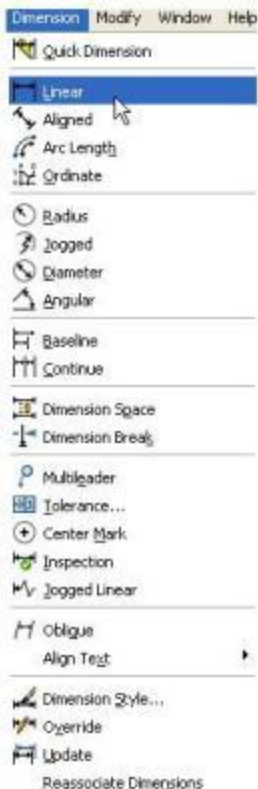 Dimension Modify Window Help
Quick Dimension
Linear
Aligned
Arc Length
Ordinate
Radius
Jogged
Diameter
Angular
Baseline
Continue
Dimension Space
Dimension Break
Multileader
Tolerance...
Center Mark
Inspection
Jogged Linear
Oblique
Align Text
Dimension Style...
Override
Update
Reassociate Dimensions